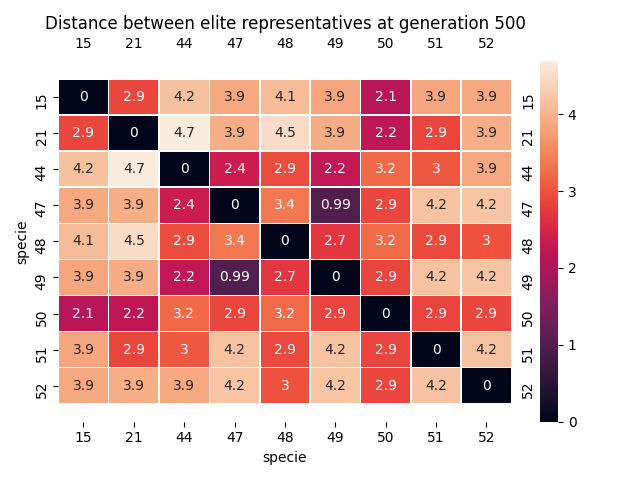 Distance between elite representatives at generation 500
15 21 44 47 48 49 50 51 52
15 0 2.9 4.2 3.9 4.1 3.9 2.1 3.9 3.9 15
21 2.9 0 4.7 3.9 4.5 3.9 2.2 2.9 3.9 21
44 4.2 4.7 0 2.4 2.9 2.2 3.2 3 3.9 44
47 3.9 3.9 2.4 0 3.4 0.99 2.9 4.2 4.2 47
48 4.1 4.5 2.9 3.4 0 2.7 3.2 2.9 3 48
49 3.9 3.9 2.2 0.99 2.7 0 2.9 4.2 4.2 49
50 2.1 2.2 3.2 2.9 3.2 2.9 0 2.9 2.9 50
51 3.9 2.9 3 4.2 2.9 4.2 2.9 0 4.2 51
52 3.9 3.9 3.9 4.2 3 4.2 2.9 4.2 0 52
15 21 44 47 48 49 50 51 52
specie
specie
4
3
2
1
0